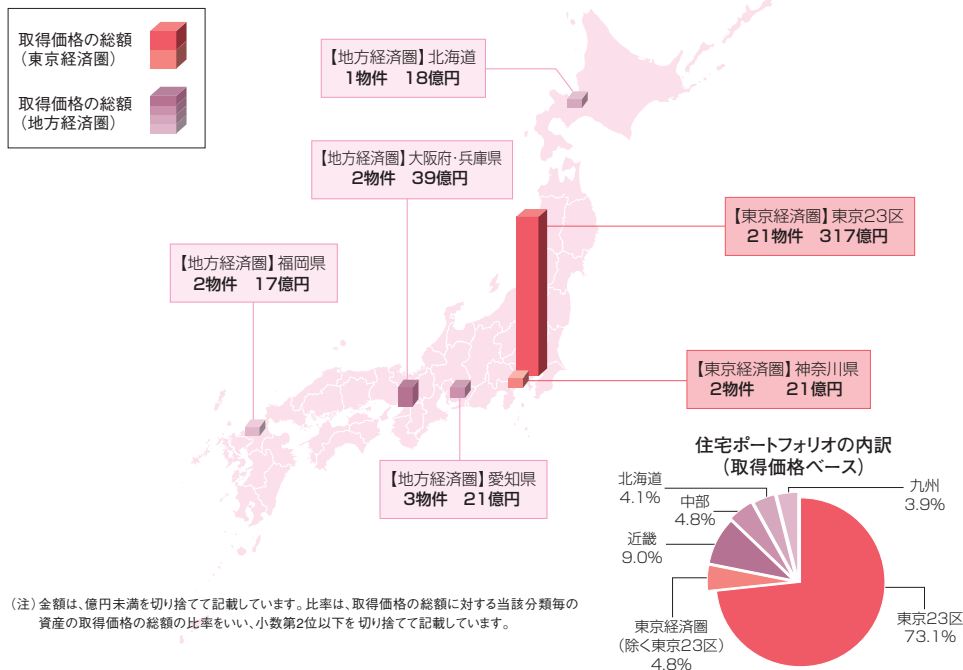 取得価格の総額
（東京経済圏）
取得価格の総額
（地方経済圏）
【地方経済圏】北海道
1物件　18億円
【地方経済圏】大阪府・兵庫県
2物件　39億円
【東京経済圏】東京23区
21物件　317億円
【地方経済圏】福岡県
2物件　17億円
【東京経済圏】神奈川県
2物件　21億円
【地方経済圏】愛知県
3物件　21億円
住宅ポートフォリオの内訳
（取得価格ベース）
北海道
4.1%
中部
4.8%
九州
3.9%
近畿
9.0%
東京経済圏
（除く東京23区）
4.8%
東京23区
73.1%
（注）金額は、億円未満を切り捨てて記載しています。比率は、取得価格の総額に対する当該分類毎の
資産の取得価格の総額の比率をいい、小数第2位以下を切り捨てて記載しています。